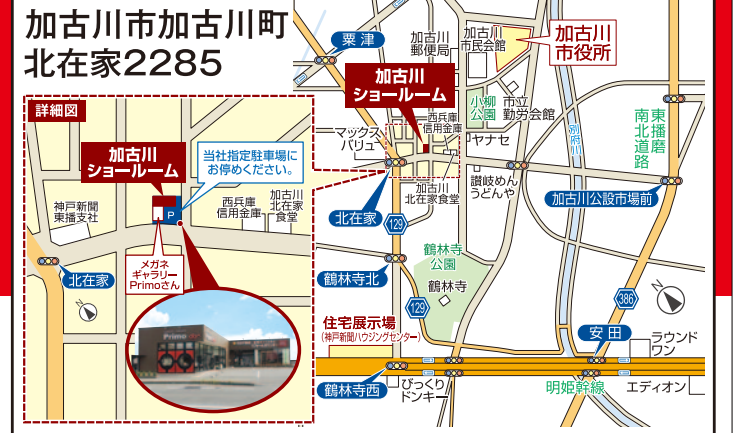 加古川市加古川町
北在家2285
詳細図
加古川
ショールーム
当社指定駐車場に
お停めください。
神戸新聞
東播支社
P
西兵庫
信用金庫
加古川
北在家
食堂
北在家
メガネ
ギャラリー
Primoさん
N
Primo
粟津
加古川
郵便局
加古川
市民会館
加古川
市役所
加古川
ショールーム
小柳
公園
市立
勤労会館
西兵庫
信用金庫
マックス
バリュ
ヤナセ
別府川
東播磨
南北道路
讃岐めん
うどんや
加古川
北在家食堂
加古川公設市場前
北在家
129
鶴林寺
公園
鶴林寺北
鶴林寺
129
386
N
住宅展示場
(神戸新聞ハウジングセンター)
安田
ラウンド
ワン
鶴林寺西
びっくり
ドンキー
明姫幹線
エディオン